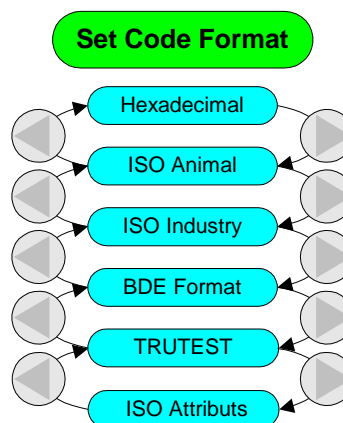 Set Code Format
Hexadecimal
ISO Animal
ISO Industry
BDE Format
TRUTEST
ISO Attributs